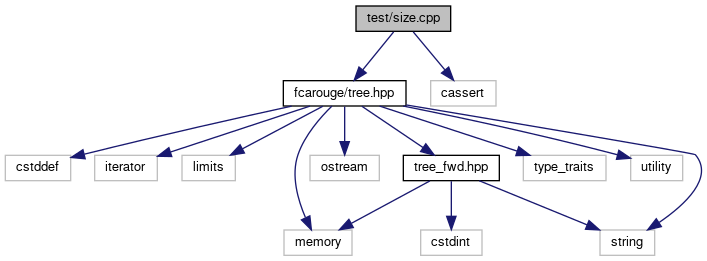 test/size.cpp
fcarouge/tree.hpp
cassert
cstddef
iterator
limits
ostream
tree_fwd.hpp
type_traits
utility
memory
cstdint
string